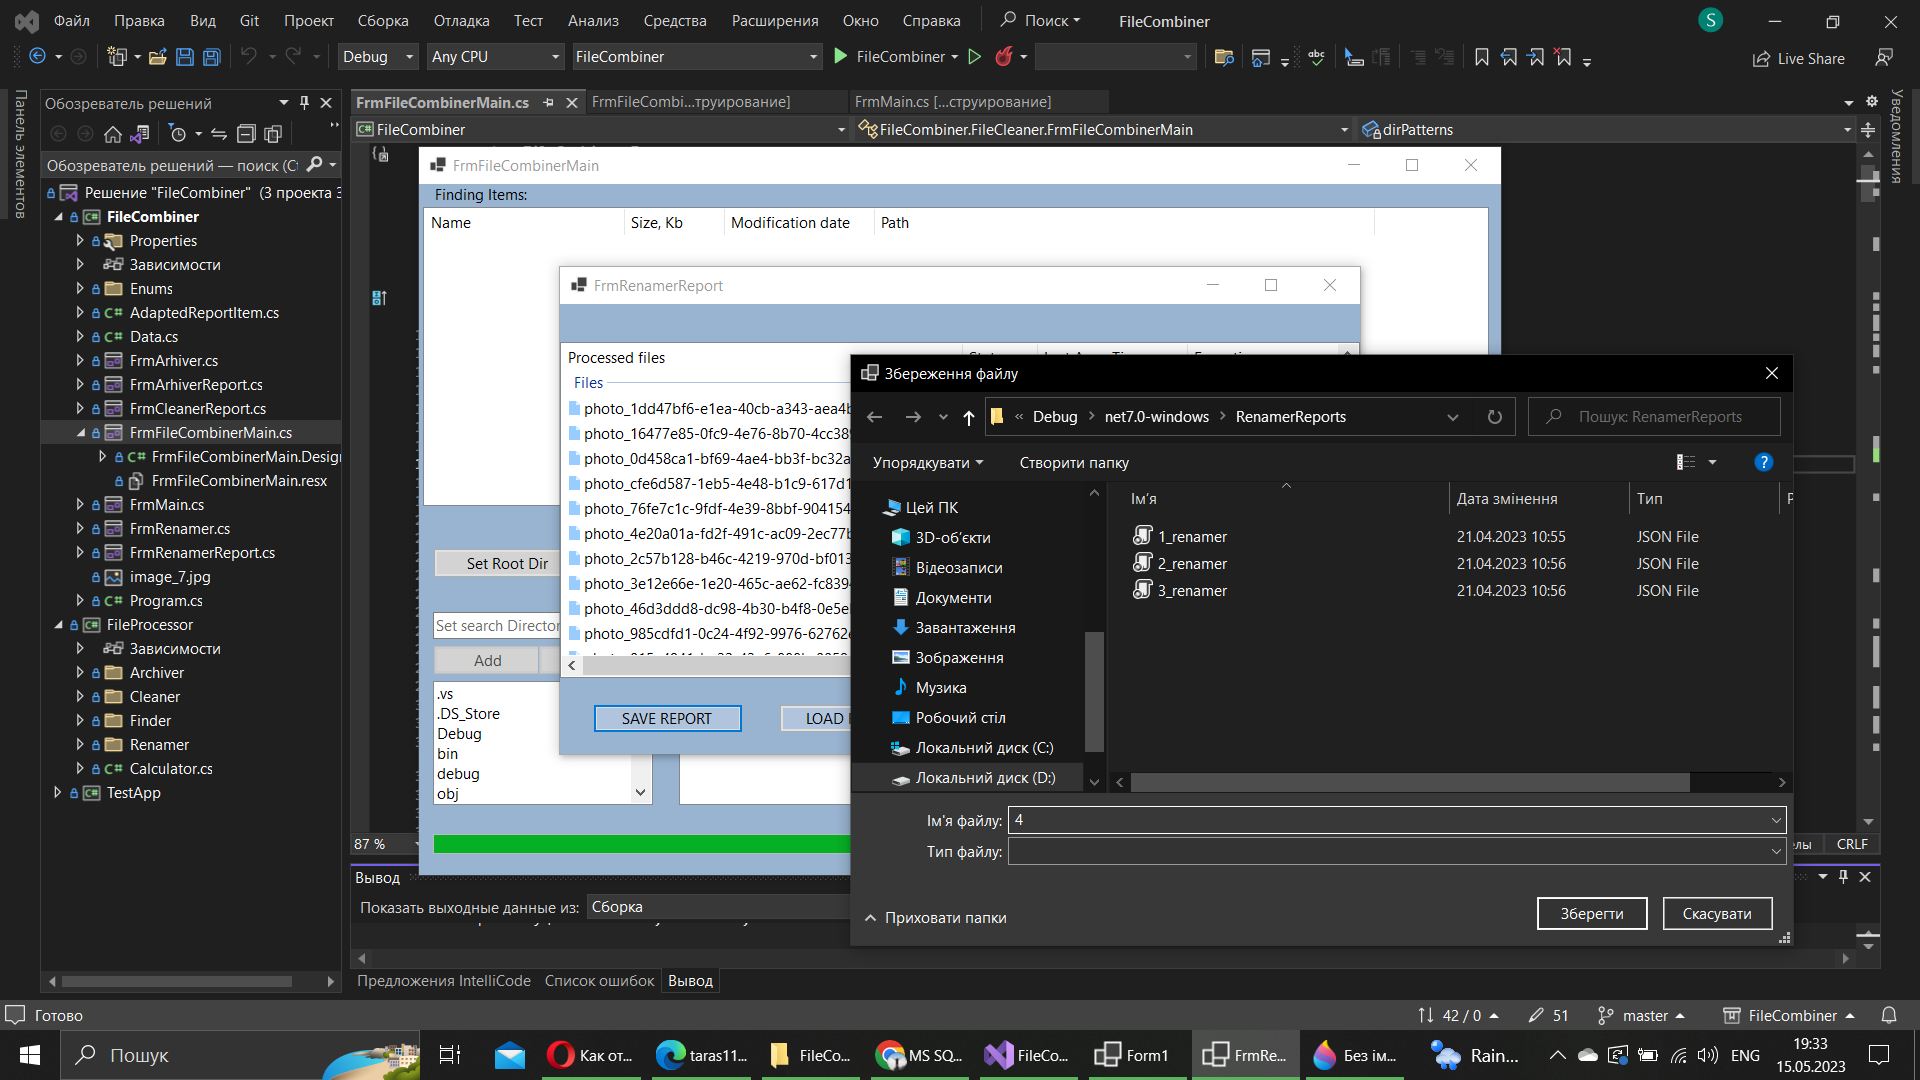 Файл Правка Вид Git Проект Сборка Отладка Тест Анализ Средства Расширения Окно Справка Поиск FileCombiner S
Debug Any CPU FileCombiner FileCombiner Live Share
Панель элементов
Обозреватель решений
Обозреватель решений — поиск (Ct
Решение "FileCombiner" (3 проекта
FileCombiner
Properties
Зависимости
Enums
AdaptedReportItem.cs
Data.cs
FrmArhiver.cs
FrmArhiverReport.cs
FrmCleanerReport.cs
FrmFileCombinerMain.cs
FrmFileCombinerMain.Desig
FrmFileCombinerMain.resx
FrmMain.cs
FrmRenamer.cs
FrmRenamerReport.cs
image_7.jpg
Program.cs
FileProcessor
Зависимости
Archiver
Cleaner
Finder
Renamer
Calculator.cs
TestApp
FrmFileCombinerMain.cs FrmFileCombi...труирование] FrmMain.cs [...струирование]
FileCombiner FileCombiner.FileCleaner.FrmFileCombinerMain dirPatterns
Уведомления
FrmFileCombinerMain
Finding Items:
Name Size, Kb Modification date Path
Set Root Dir
Set search Director
Add
.vs
.DS_Store
Debug
bin
debug
obj
FrmRenamerReport
Processed files
Files
photo_1dd47bf6-e1ea-40cb-a343-aea4b
photo_16477e85-0fc9-4e76-8b70-4cc389
photo_0d458ca1-bf69-4ae4-bb3f-bc32a
photo_cfe6d587-1eb5-4e48-b1c9-617d1
photo_76fe7c1c-9fdf-4e39-8bbf-904154
photo_4e20a01a-fd2f-491c-ac09-2ec77b
photo_2c57b128-b46c-4219-970d-bf013
photo_3e12e66e-1e20-465c-ae62-fc8394
photo_46d3ddd8-dc98-4b30-b4f8-0e5e
photo_985cdfd1-0c24-4f92-9976-62762
SAVE REPORT LOAD
Збереження файлу
« Debug net7.0-windows RenamerReports Пошук: RenamerReports
Упорядкувати Створити папку
Цей ПК
3D-об'єкти
Відеозаписи
Документи
Завантаження
Зображення
Музика
Робочий стіл
Локальний диск (C:)
Локальний диск (D:)
Ім'я Дата змінення Тип
1_renamer 21.04.2023 10:55 JSON File
2_renamer 21.04.2023 10:56 JSON File
3_renamer 21.04.2023 10:56 JSON File
Ім'я файлу: 4
Тип файлу:
Приховати папки Зберегти Скасувати
87 % CRLF
Вывод
Показать выходные данные из: Сборка
Предложения IntelliCode Список ошибок Вывод
Готово 42 / 0 51 master FileCombiner
Пошук Как от... taras11... FileCo... MS SQ... FileCo... Form1 FrmRe... Без ім... Rain... ENG
19:33
15.05.2023